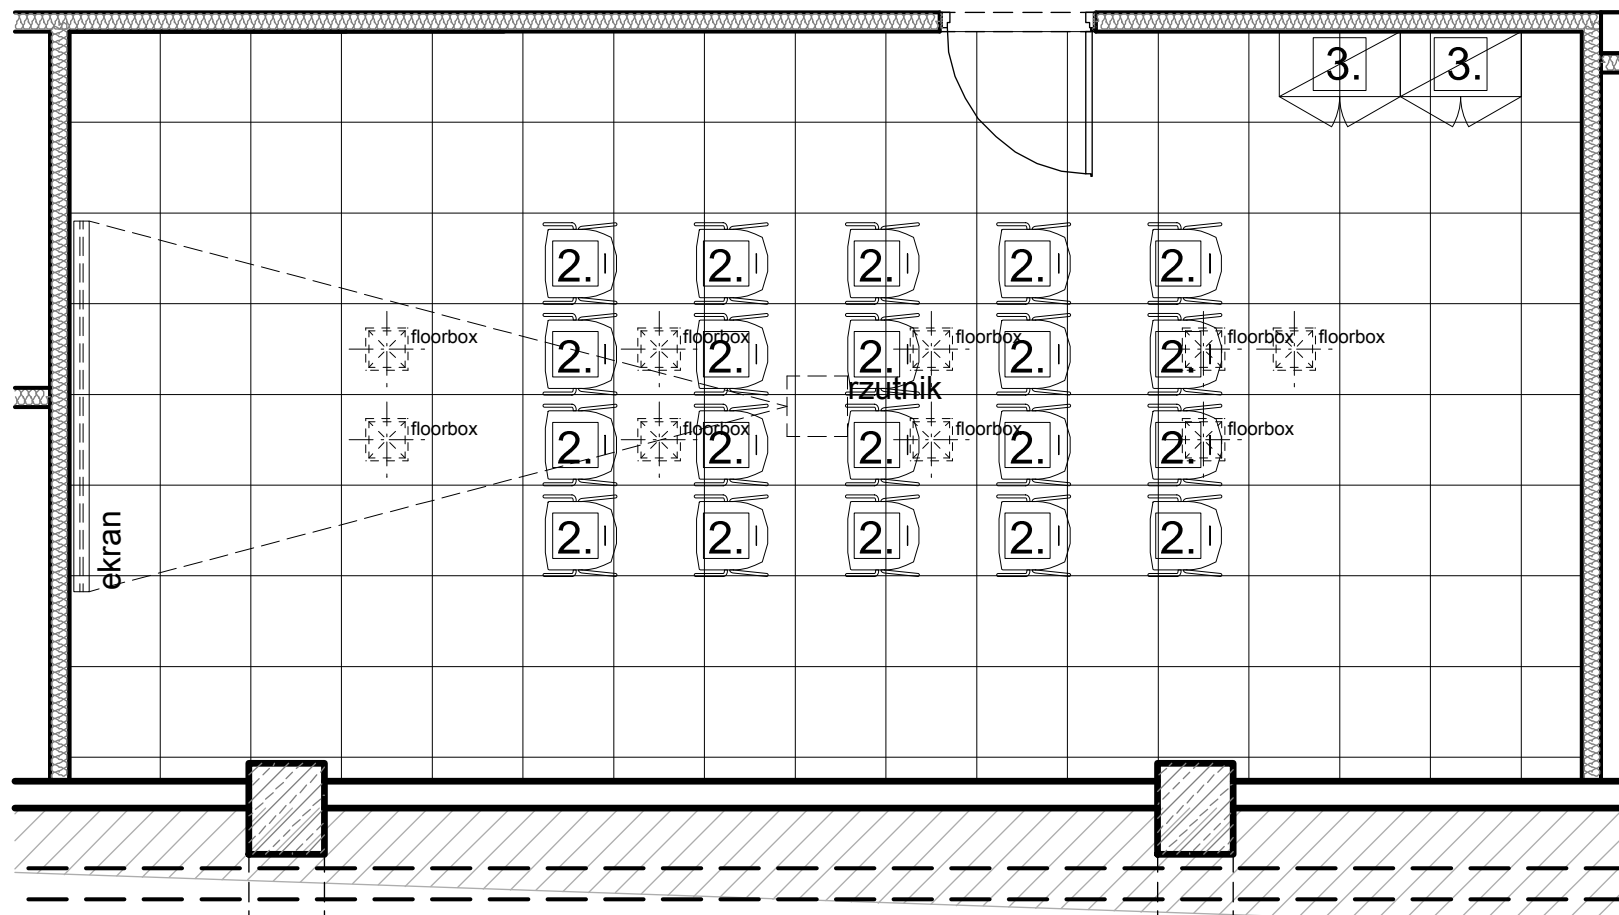 3. 3.
2. 2. 2. 2. 2.
floorbox floorbox floorbox floorbox floorbox
2. 2. 2. 2. 2.
rzutnik
floorbox floorbox floorbox floorbox
2. 2. 2. 2. 2.
2. 2. 2. 2. 2.
ekran